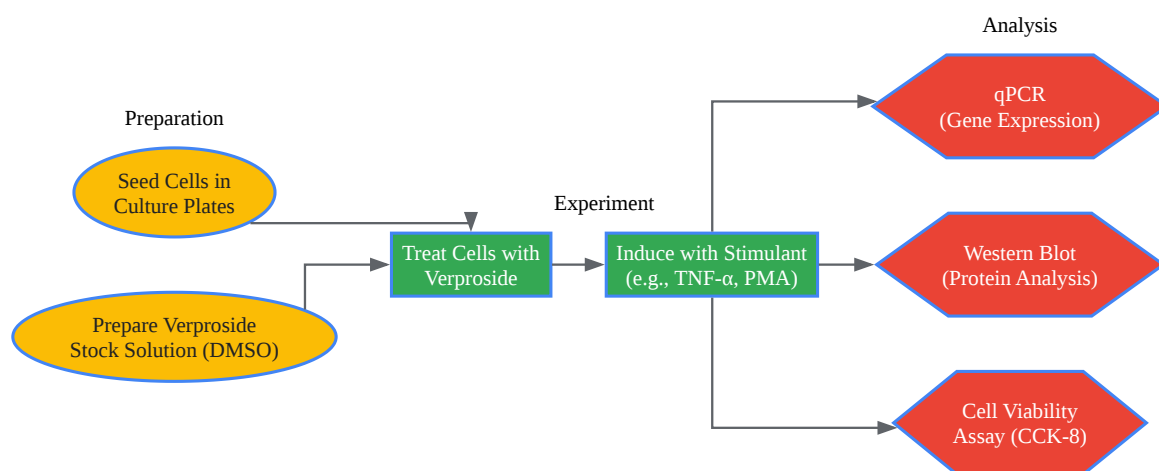 Preparation
Seed Cells in
Culture Plates
Prepare Verproside
Stock Solution (DMSO)
Experiment
Treat Cells with
Verproside
Induce with Stimulant
(e.g., TNF-α, PMA)
Analysis
qPCR
(Gene Expression)
Western Blot
(Protein Analysis)
Cell Viability
Assay (CCK-8)